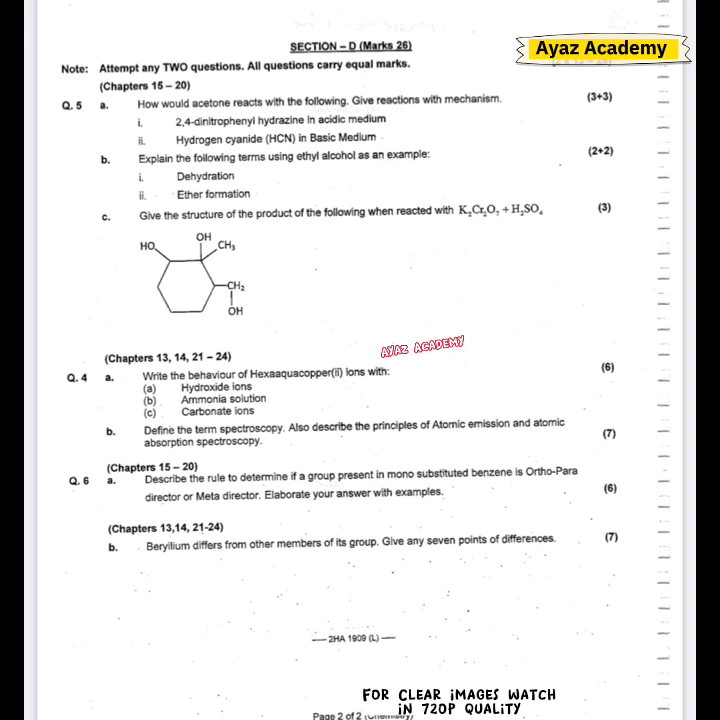 SECTION – D (Marks 26)
Ayaz Academy
Note: Attempt any TWO questions. All questions carry equal marks.
(Chapters 15 – 20)
Q. 5 a. How would acetone reacts with the following. Give reactions with mechanism. (3+3)
i. 2,4-dinitrophenyl hydrazine in acidic medium
ii. Hydrogen cyanide (HCN) in Basic Medium
b. Explain the following terms using ethyl alcohol as an example: (2+2)
i. Dehydration
ii. Ether formation
c. Give the structure of the product of the following when reacted with K₂Cr₂O₇ + H₂SO₄ (3)
OH
HO CH₃
CH₂
OH
AYAZ ACADEMY
(Chapters 13, 14, 21 – 24)
Q. 4 a. Write the behaviour of Hexaaquacopper(ii) ions with: (6)
(a) Hydroxide ions
(b) Ammonia solution
(c) Carbonate ions
b. Define the term spectroscopy. Also describe the principles of Atomic emission and atomic
absorption spectroscopy. (7)
(Chapters 15 – 20)
Q. 6 a. Describe the rule to determine if a group present in mono substituted benzene is Ortho-Para
director or Meta director. Elaborate your answer with examples. (6)
(Chapters 13,14, 21-24)
b. Beryllium differs from other members of its group. Give any seven points of differences. (7)
— 2HA 1909 (L) —
FOR CLEAR IMAGES WATCH
IN 720P QUALITY
Page 2 of 2